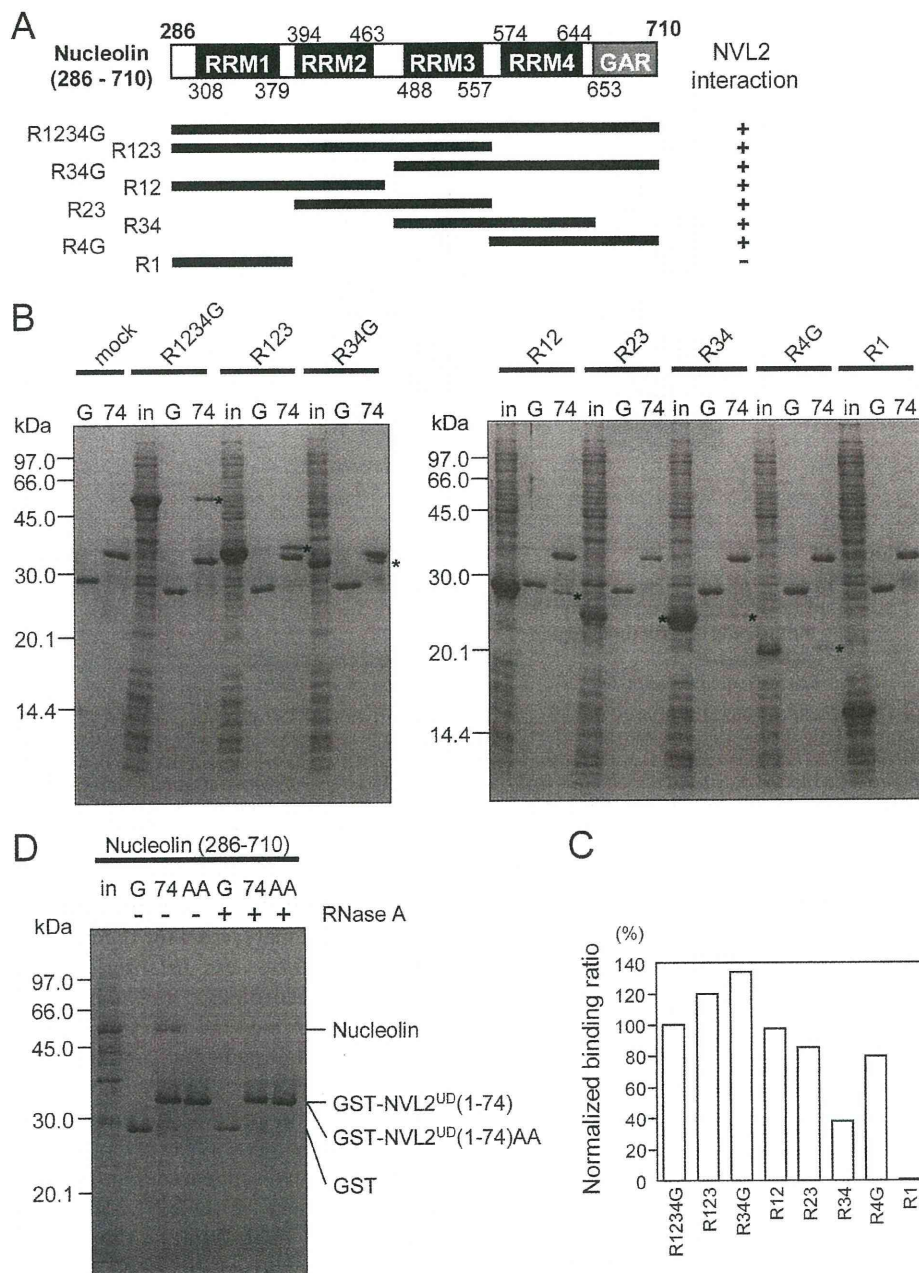 A
286 394 463 574 644 710
Nucleolin
(286 - 710)
RRM1 RRM2 RRM3 RRM4 GAR
308 379 488 557 653
NVL2
interaction
R1234G +
R123 +
R34G +
R12 +
R23 +
R34 +
R4G +
R1 -
B
mock R1234G R123 R34G
G 74 in G 74 in G 74 in G 74
kDa
97.0
66.0
45.0
30.0
20.1
14.4
* * *
R12 R23 R34 R4G R1
in G 74 in G 74 in G 74 in G 74 in G 74
kDa
97.0
66.0
45.0
30.0
20.1
14.4
* * * *
D
Nucleolin (286-710)
in G 74 AA G 74 AA
- - - + + + RNase A
kDa
97.0
66.0
45.0
30.0
20.1
Nucleolin
GST-NVL2UD(1-74)
GST-NVL2UD(1-74)AA
GST
C
(%)
Normalized binding ratio
140
120
100
80
60
40
20
0
R1234G
R123
R34G
R12
R23
R34
R4G
R1